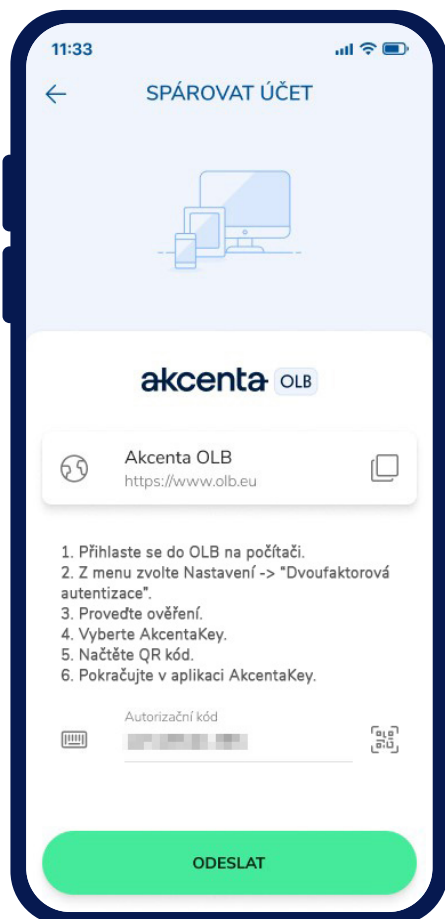 11:33
SPÁROVAT ÚČET
akcenta OLB
Akcenta OLB
https://www.olb.eu
1. Přihlaste se do OLB na počítači.
2. Z menu zvolte Nastavení -> "Dvoufaktorová
autentizace".
3. Proveďte ověření.
4. Vyberte AkcentaKey.
5. Načtěte QR kód.
6. Pokračujte v aplikaci AkcentaKey.
Autorizační kód
ODESLAT